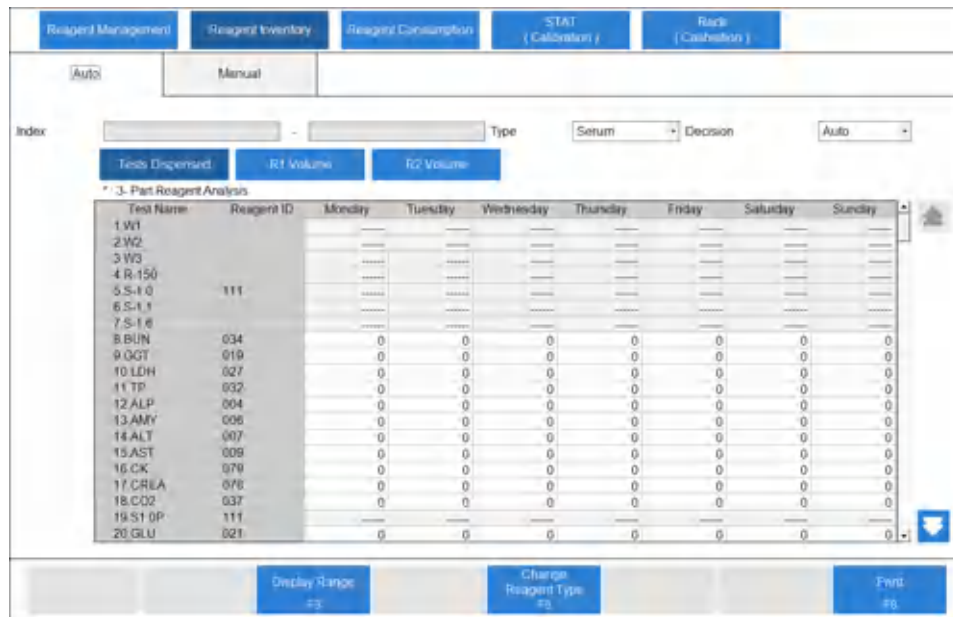 Reagent Management Reagent Inventory Reagent Consumption STAT Rack
( Calibration ) ( Calibration )
Auto Manual
Index - Type Serum Decision Auto
Tests Dispensed R1 Volume R2 Volume
* : 3- Part Reagent Analysis
Test Name Reagent ID Monday Tuesday Wednesday Thursday Friday Saturday Sunday
1.W1 ------ ------ ------ ------ ------ ------ ------
2.W2 ------ ------ ------ ------ ------ ------ ------
3.W3 ------ ------ ------ ------ ------ ------ ------
4.R-150 ------ ------ ------ ------ ------ ------ ------
5.S-1.0 111 ------ ------ ------ ------ ------ ------ ------
6.S-1.1 ------ ------ ------ ------ ------ ------ ------
7.S-1.6 ------ ------ ------ ------ ------ ------ ------
8.BUN 034 0 0 0 0 0 0 0
9.GGT 019 0 0 0 0 0 0 0
10.LDH 027 0 0 0 0 0 0 0
11.TP 032 0 0 0 0 0 0 0
12.ALP 004 0 0 0 0 0 0 0
13.AMY 006 0 0 0 0 0 0 0
14.ALT 007 0 0 0 0 0 0 0
15.AST 009 0 0 0 0 0 0 0
16.CK 079 0 0 0 0 0 0 0
17.CREA 078 0 0 0 0 0 0 0
18.CO2 037 0 0 0 0 0 0 0
19.S1.0P 111 ------ ------ ------ ------ ------ ------ ------
20.GLU 021 0 0 0 0 0 0 0
Display Range Change Print
Reagent Type
F3